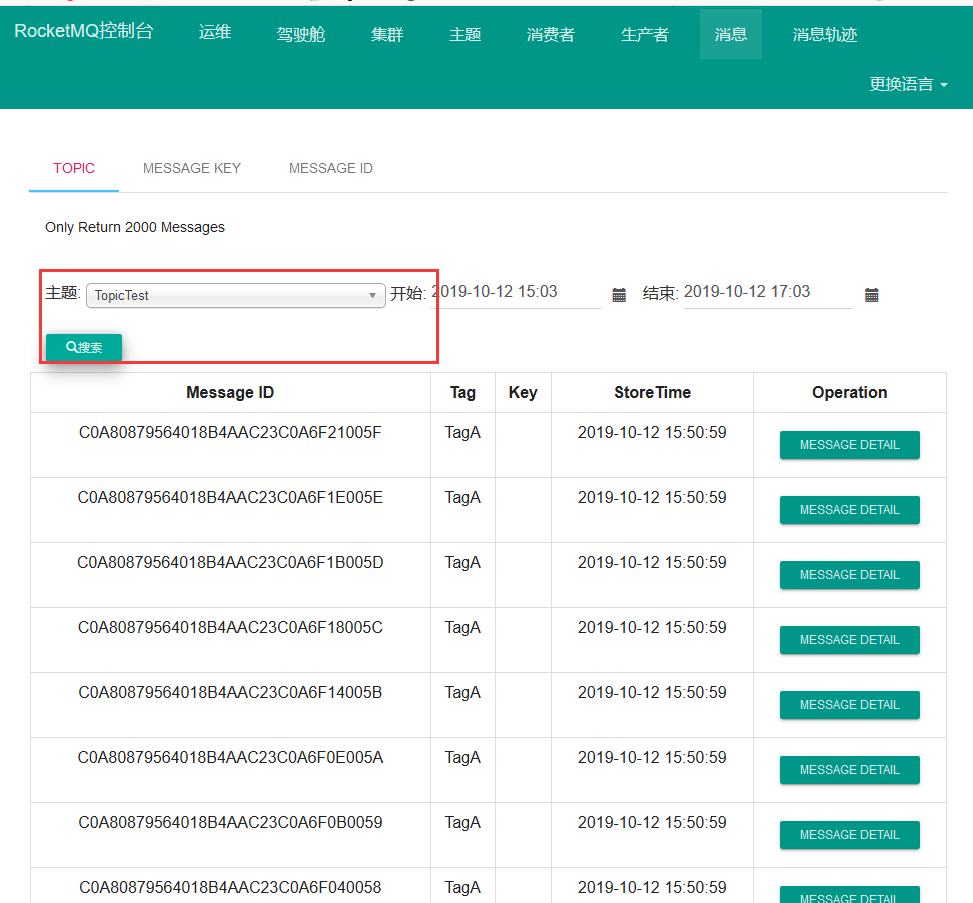 RocketMQ控制台 运维 驾驶舱 集群 主题 消费者 生产者 消息 消息轨迹
更换语言
TOPIC MESSAGE KEY MESSAGE ID
Only Return 2000 Messages
主题: TopicTest 开始: 2019-10-12 15:03 结束: 2019-10-12 17:03
搜索
Message ID Tag Key StoreTime Operation
C0A80879564018B4AAC23C0A6F21005F TagA 2019-10-12 15:50:59 MESSAGE DETAIL
C0A80879564018B4AAC23C0A6F1E005E TagA 2019-10-12 15:50:59 MESSAGE DETAIL
C0A80879564018B4AAC23C0A6F1B005D TagA 2019-10-12 15:50:59 MESSAGE DETAIL
C0A80879564018B4AAC23C0A6F18005C TagA 2019-10-12 15:50:59 MESSAGE DETAIL
C0A80879564018B4AAC23C0A6F14005B TagA 2019-10-12 15:50:59 MESSAGE DETAIL
C0A80879564018B4AAC23C0A6F0E005A TagA 2019-10-12 15:50:59 MESSAGE DETAIL
C0A80879564018B4AAC23C0A6F0B0059 TagA 2019-10-12 15:50:59 MESSAGE DETAIL
C0A80879564018B4AAC23C0A6F040058 TagA 2019-10-12 15:50:59 MESSAGE DETAIL